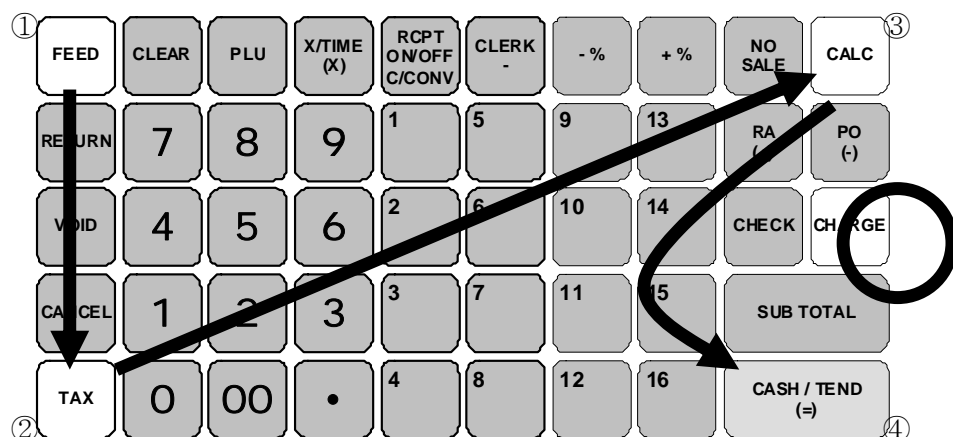 ①
FEED
CLEAR
PLU
X/TIME
(X)
RCPT
ON/OFF
C/CONV
CLERK
-
- %
+ %
NO
SALE
CALC
③
RETURN
7
8
9
1
5
9
13
RA
PO
(-)
VOID
4
5
6
2
6
10
14
CHECK
CHARGE
CANCEL
1
2
3
3
7
11
15
SUB TOTAL
TAX
0
00
•
4
8
12
16
CASH / TEND
(=)
②
④